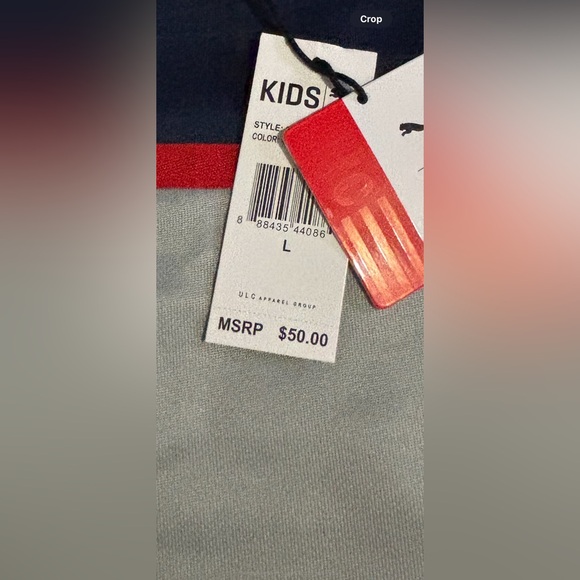 Crop
KIDS
STYLE:
COLOR
8 88435 44086
L
ULC APPAREL GROUP
MSRP $50.00